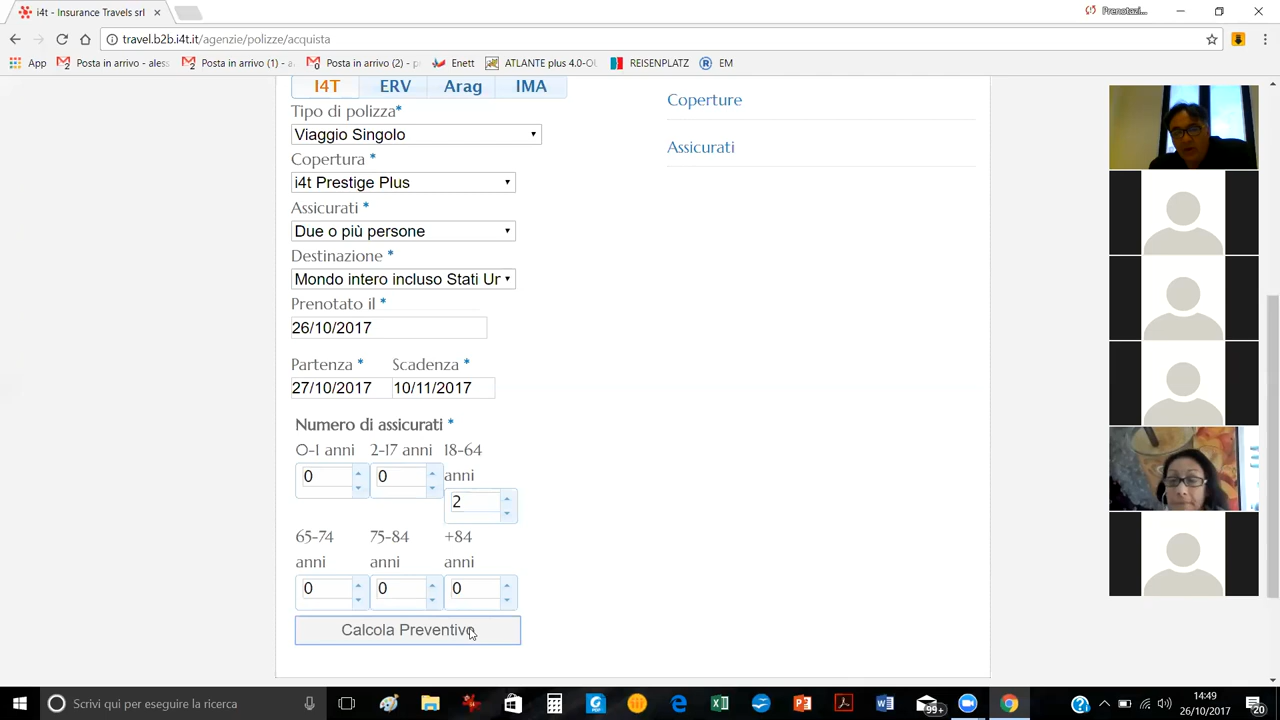 i4t - Insurance Travels srl
Prenotazi...
travel.b2b.i4t.it/agenzie/polizze/acquista
App Posta in arrivo - aless Posta in arrivo (1) - a Posta in arrivo (2) - p Enett ATLANTE plus 4.0-OU REISENPLATZ EM
I4T ERV Arag IMA
Tipo di polizza*
Viaggio Singolo
Copertura *
i4t Prestige Plus
Assicurati *
Due o più persone
Destinazione *
Mondo intero incluso Stati Ur
Prenotato il *
26/10/2017
Partenza * Scadenza *
27/10/2017 10/11/2017
Numero di assicurati *
0-1 anni 2-17 anni 18-64 anni
0 0 2
65-74 anni 75-84 anni +84 anni
0 0 0
Calcola Preventivo
Coperture
Assicurati
Scrivi qui per eseguire la ricerca
99+
14:49
26/10/2017
20